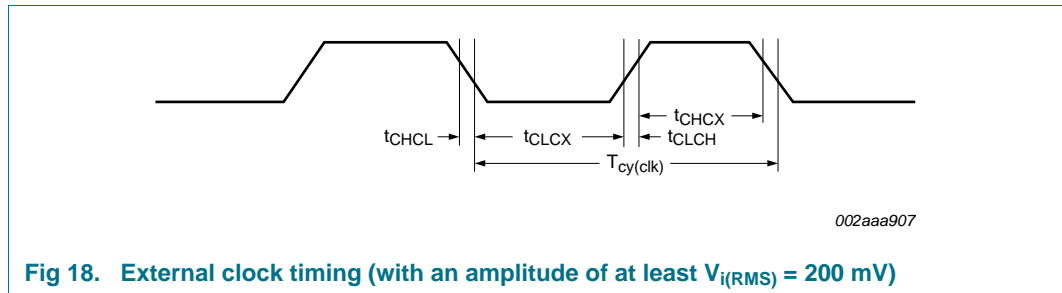 tCHCX
tCHCL
tCLCX
tCLCH
Tcy(clk)
002aaa907
Fig 18. External clock timing (with an amplitude of at least Vi(RMS) = 200 mV)